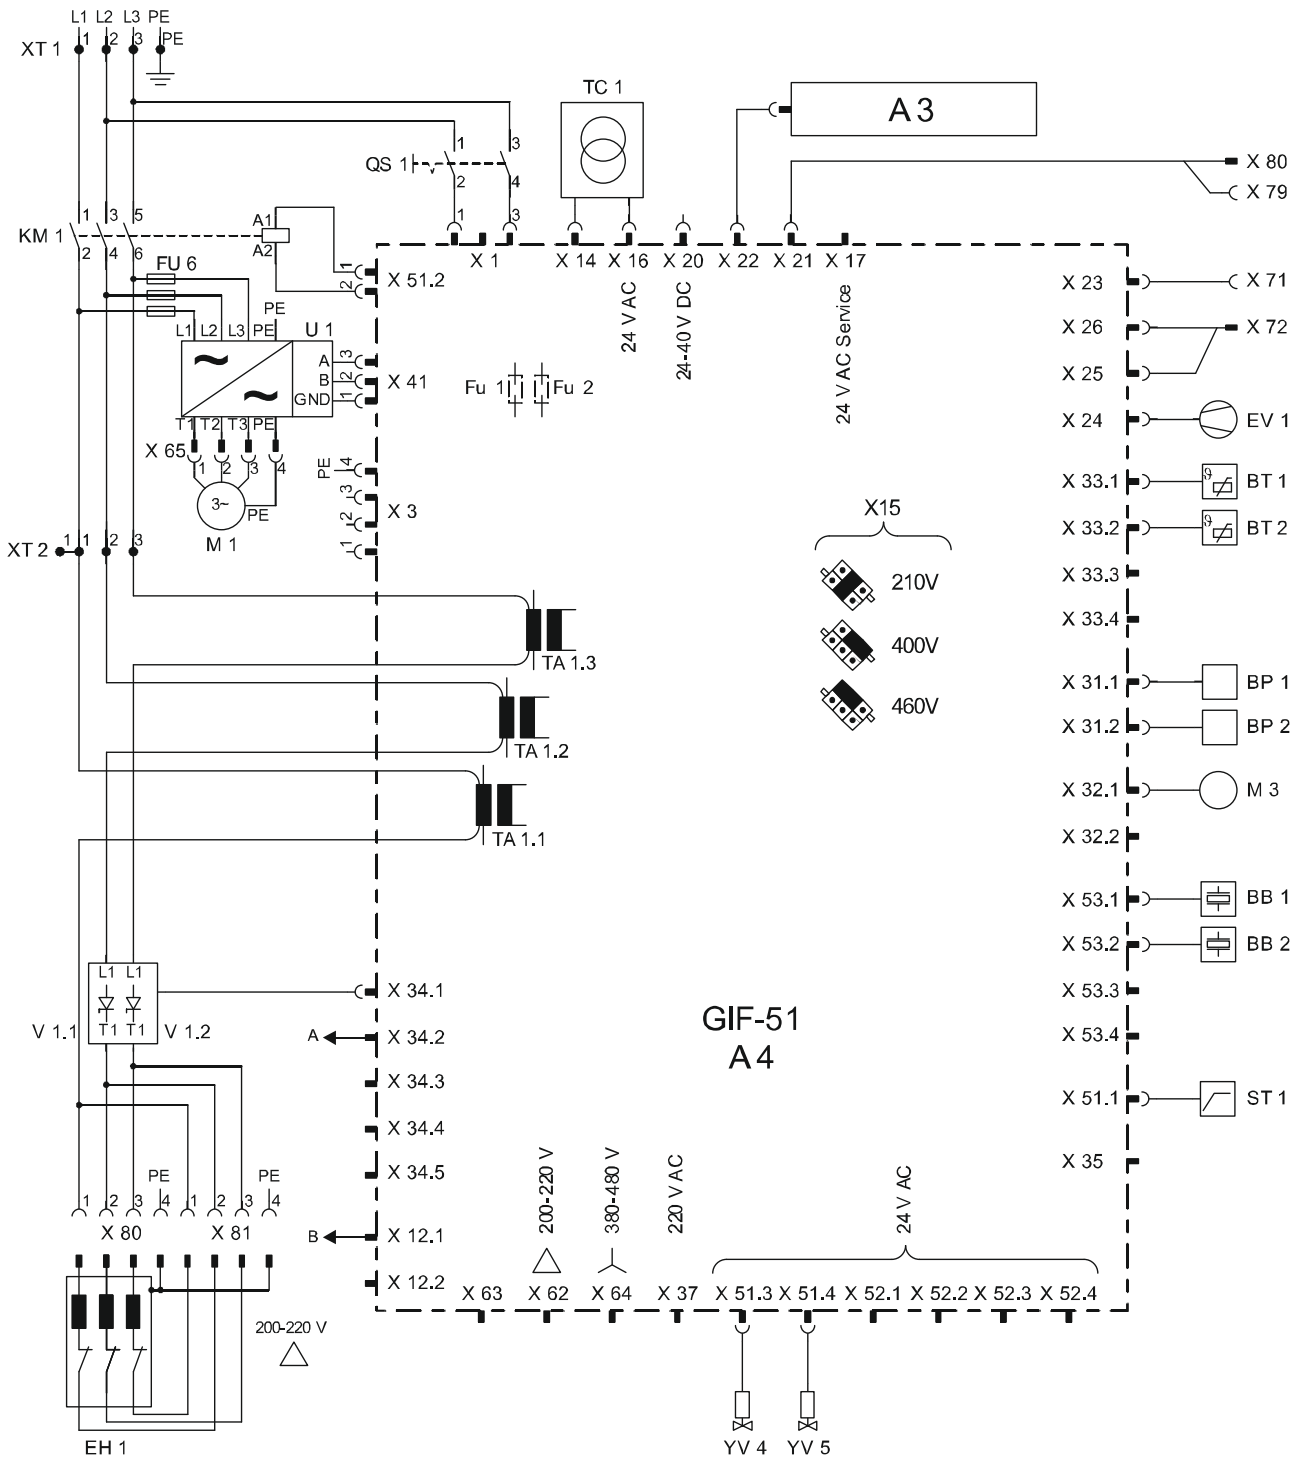 L1 L2 L3 PE
XT 1 1 2 3 PE
TC 1
A 3
QS 1 1 3
2 4
X 80
X 79
KM 1 1 3 5 A1
2 4 6 A2
1 3
X 1 X 14 X 16 X 20 X 22 X 21 X 17
24 V AC
24-40 V DC
24 V AC Service
FU 6
1 2 X 51.2
X 23 X 71
X 26 X 72
X 25
X 24 EV 1
L1 L2 L3 PE PE U 1
A 3
B 2 X 41
GND 1
Fu 1 Fu 2
T1 T2 T3 PE
X 65
1 2 3 4
3~ PE
M 1
PE 4
3
2 X 3
1
X 33.1 ϑ BT 1
X 33.2 ϑ BT 2
X 33.3
X 33.4
X15
210V
400V
460V
XT 2 1 1 2 3
TA 1.3
TA 1.2
TA 1.1
X 31.1 BP 1
X 31.2 BP 2
X 32.1 M 3
X 32.2
X 53.1 BB 1
X 53.2 BB 2
X 53.3
X 53.4
X 51.1 ST 1
X 35
GIF-51
A 4
L1 L1
V 1.1 T1 T1 V 1.2
X 34.1
A X 34.2
X 34.3
X 34.4
X 34.5
B X 12.1
X 12.2
PE PE
1 2 3 4 1 2 3 4
X 80 X 81
200-220 V
380-480 V
220 V AC
24 V AC
X 63 X 62 X 64 X 37 X 51.3 X 51.4 X 52.1 X 52.2 X 52.3 X 52.4
200-220 V
EH 1
YV 4 YV 5